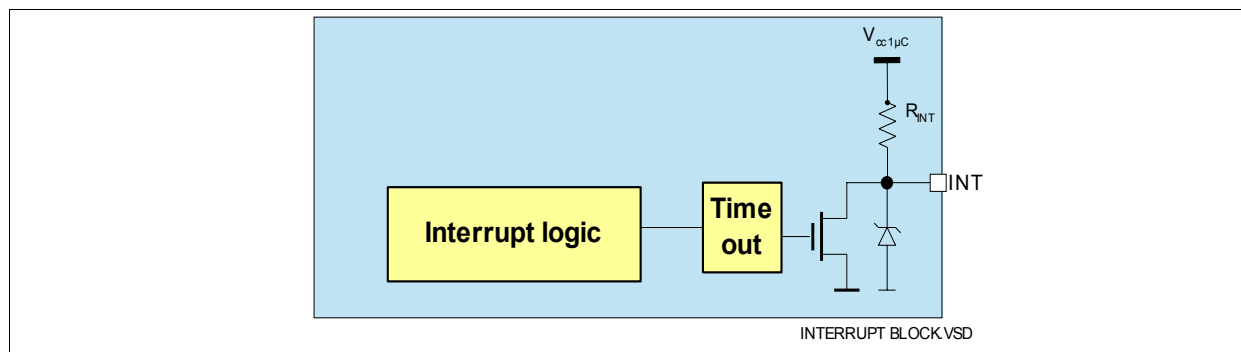 Vcc1µC
RINT
INT
Interrupt logic
Time
out
INTERRUPT BLOCK.VSD